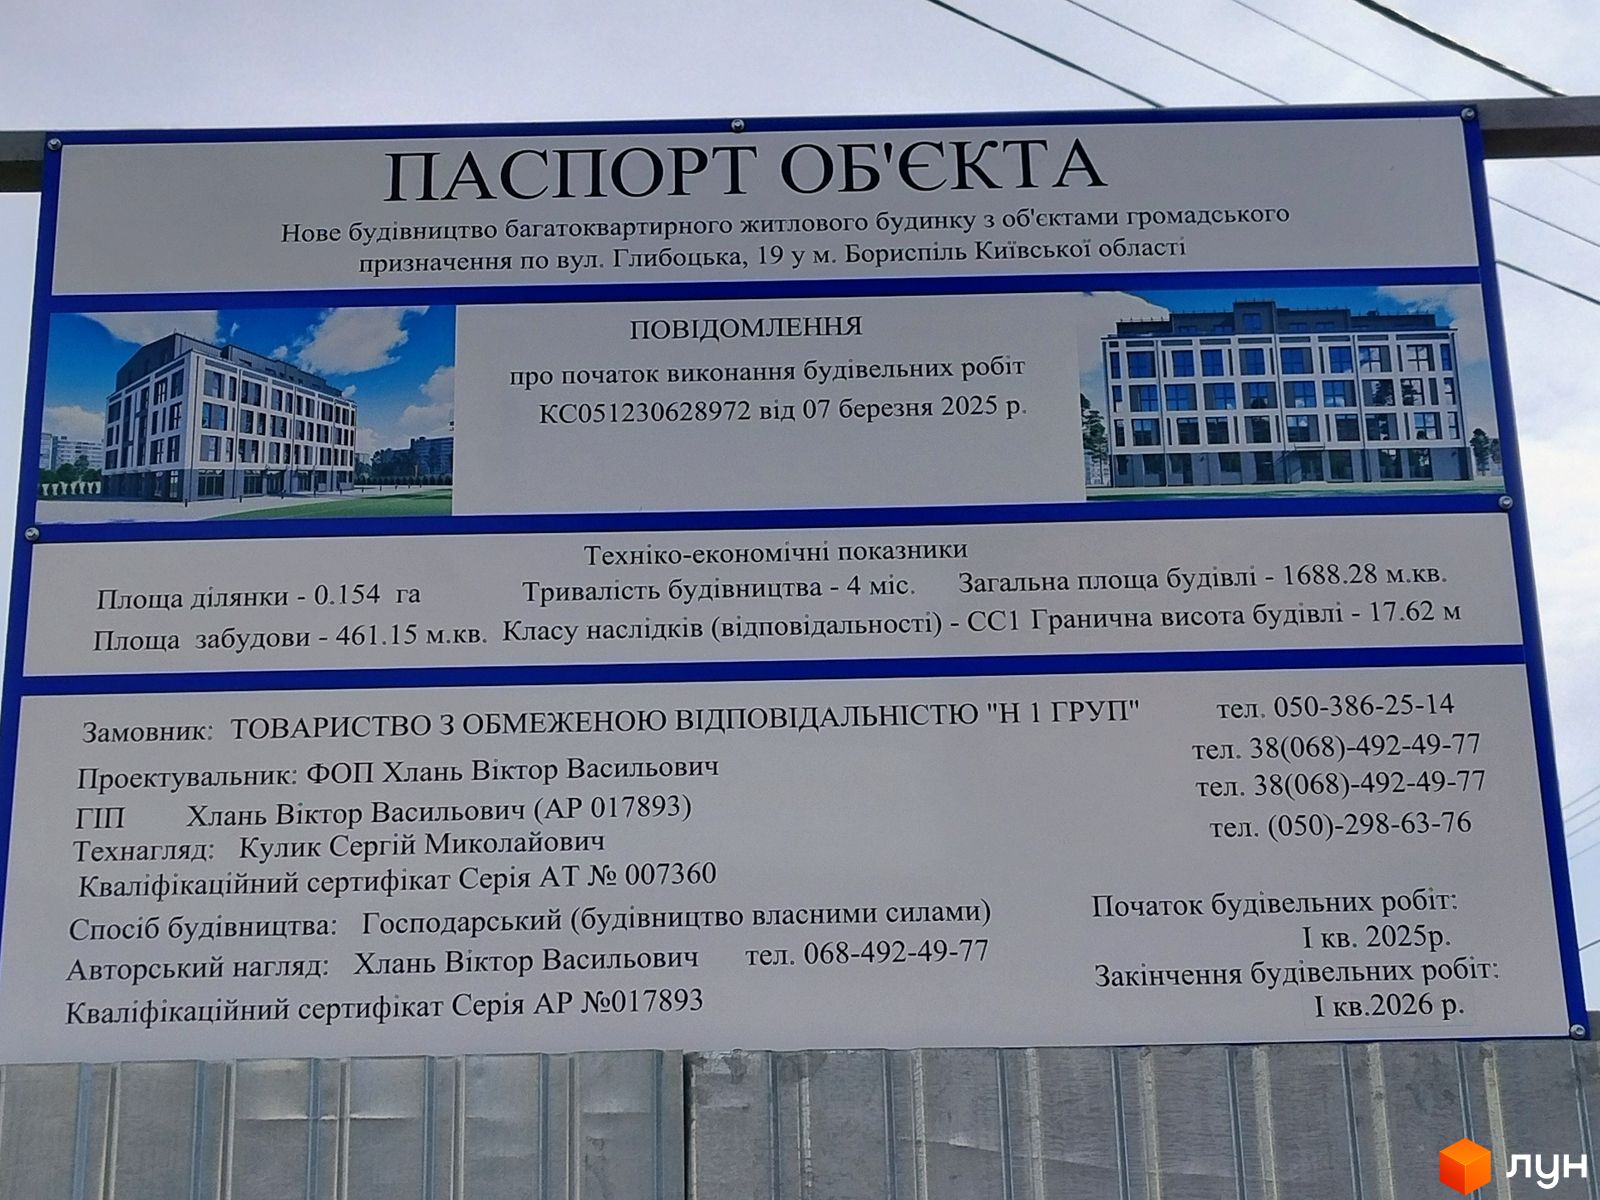 ПАСПОРТ ОБ'ЄКТА
Нове будівництво багатоквартирного житлового будинку з об'єктами громадського
призначення по вул. Глибоцька, 19 у м. Бориспіль Київської області
ПОВІДОМЛЕННЯ
про початок виконання будівельних робіт
КС051230628972 від 07 березня 2025 р.
Техніко-економічні показники
Площа ділянки - 0.154 га Тривалість будівництва - 4 міс. Загальна площа будівлі - 1688.28 м.кв.
Площа забудови - 461.15 м.кв. Класу наслідків (відповідальності) - СС1 Гранична висота будівлі - 17.62 м
Замовник: ТОВАРИСТВО З ОБМЕЖЕНОЮ ВІДПОВІДАЛЬНІСТЮ "Н 1 ГРУП" тел. 050-386-25-14
Проектувальник: ФОП Хлань Віктор Васильович тел. 38(068)-492-49-77
ГІП Хлань Віктор Васильович (АР 017893) тел. 38(068)-492-49-77
Технагляд: Кулик Сергій Миколайович тел. (050)-298-63-76
Кваліфікаційний сертифікат Серія АТ № 007360
Спосіб будівництва: Господарський (будівництво власними силами)
Авторський нагляд: Хлань Віктор Васильович тел. 068-492-49-77
Кваліфікаційний сертифікат Серія АР №017893
Початок будівельних робіт:
І кв. 2025р.
Закінчення будівельних робіт:
І кв.2026 р.
лун